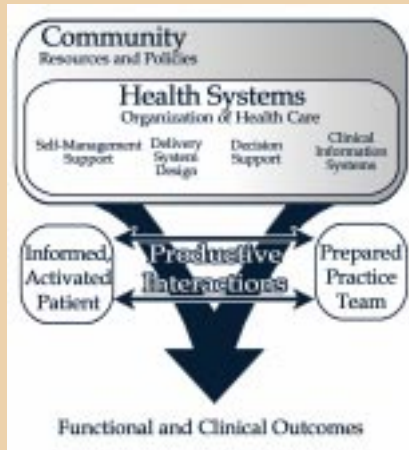 Community
Resources and Policies
Health Systems
Organization of Health Care
Self-Management
Support
Delivery
System
Design
Decision
Support
Clinical
Information
Systems
Informed,
Activated
Patient
Productive
Interactions
Prepared
Practice
Team
Functional and Clinical Outcomes